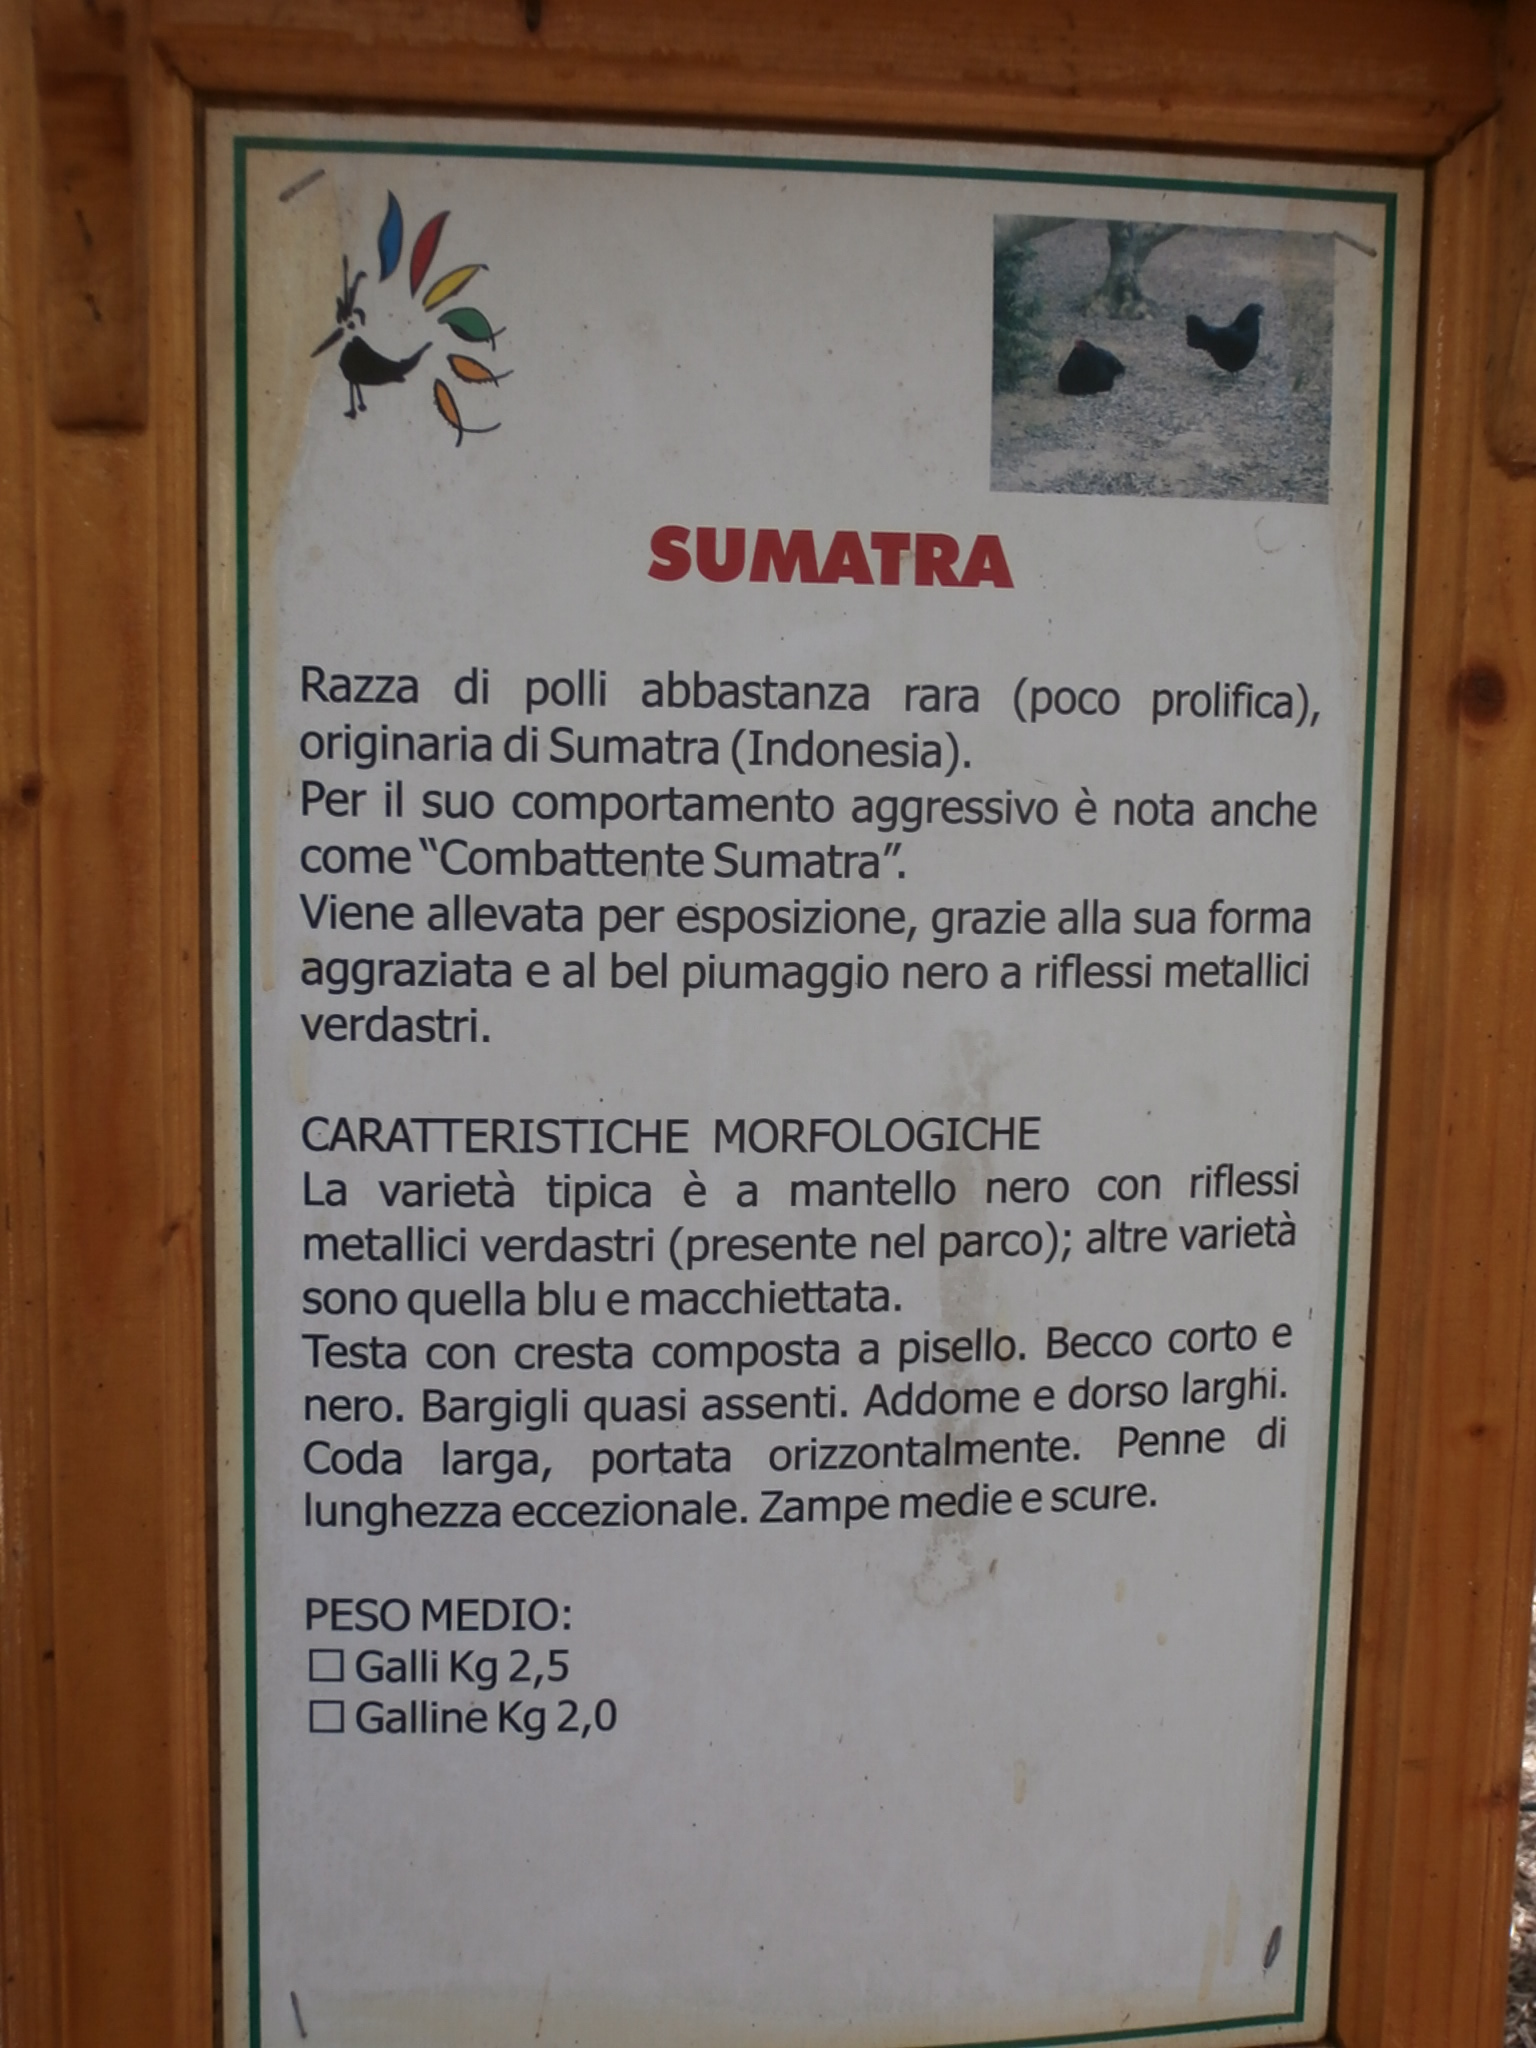 SUMATRA
Razza di polli abbastanza rara (poco prolifica),
originaria di Sumatra (Indonesia).
Per il suo comportamento aggressivo è nota anche
come “Combattente Sumatra”.
Viene allevata per esposizione, grazie alla sua forma
aggraziata e al bel piumaggio nero a riflessi metallici
verdastri.
CARATTERISTICHE MORFOLOGICHE
La varietà tipica è a mantello nero con riflessi
metallici verdastri (presente nel parco); altre varietà
sono quella blu e macchiettata.
Testa con cresta composta a pisello. Becco corto e
nero. Bargigli quasi assenti. Addome e dorso larghi.
Coda larga, portata orizzontalmente. Penne di
lunghezza eccezionale. Zampe medie e scure.
PESO MEDIO:
☐ Galli Kg 2,5
☐ Galline Kg 2,0